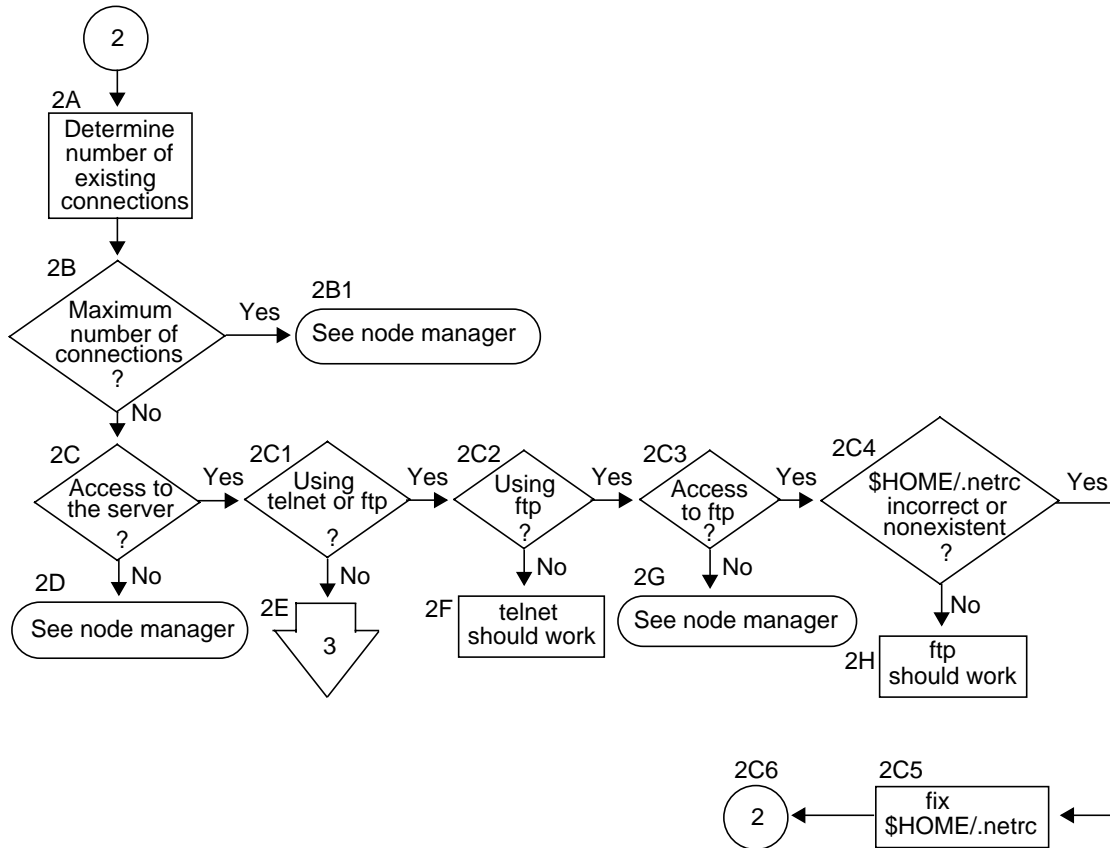 2
2A
Determine
number of
existing
connections
2B
Maximum
number of
connections
?
Yes
2B1
See node manager
No
2C
Access to
the server
?
Yes
2C1
Using
telnet or ftp
?
Yes
2C2
Using
ftp
?
Yes
2C3
Access
to ftp
?
Yes
2C4
$HOME/.netrc
incorrect or
nonexistent
?
Yes
No
2D
See node manager
No
2E
3
No
2F
telnet
should work
No
2G
See node manager
No
2H
ftp
should work
2C6
2
2C5
fix
$HOME/.netrc